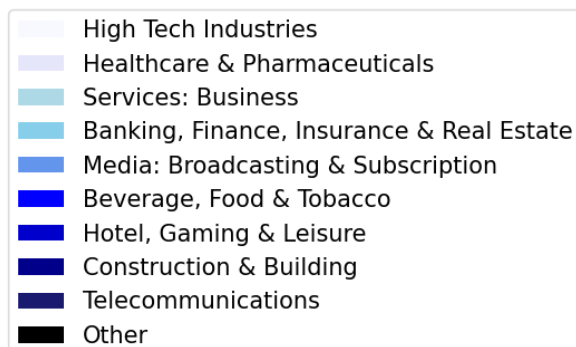 High Tech Industries
Healthcare & Pharmaceuticals
Services: Business
Banking, Finance, Insurance & Real Estate
Media: Broadcasting & Subscription
Beverage, Food & Tobacco
Hotel, Gaming & Leisure
Construction & Building
Telecommunications
Other